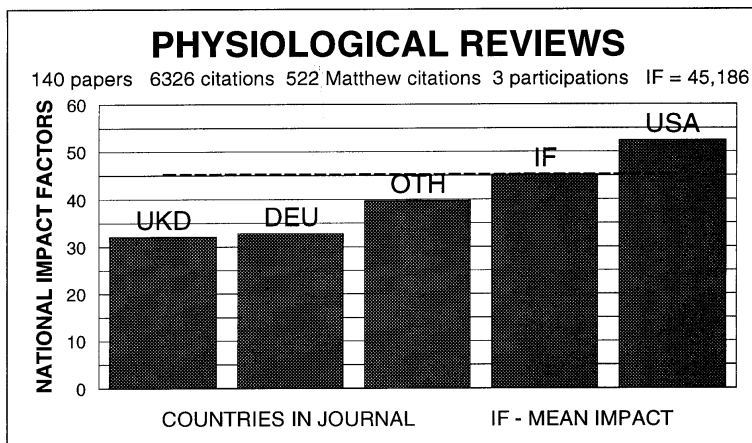 PHYSIOLOGICAL REVIEWS
140 papers 6326 citations 522 Matthew citations 3 participations IF = 45,186
NATIONAL IMPACT FACTORS
60
50
40
30
20
10
0
UKD
DEU
OTH
IF
USA
COUNTRIES IN JOURNAL IF - MEAN IMPACT